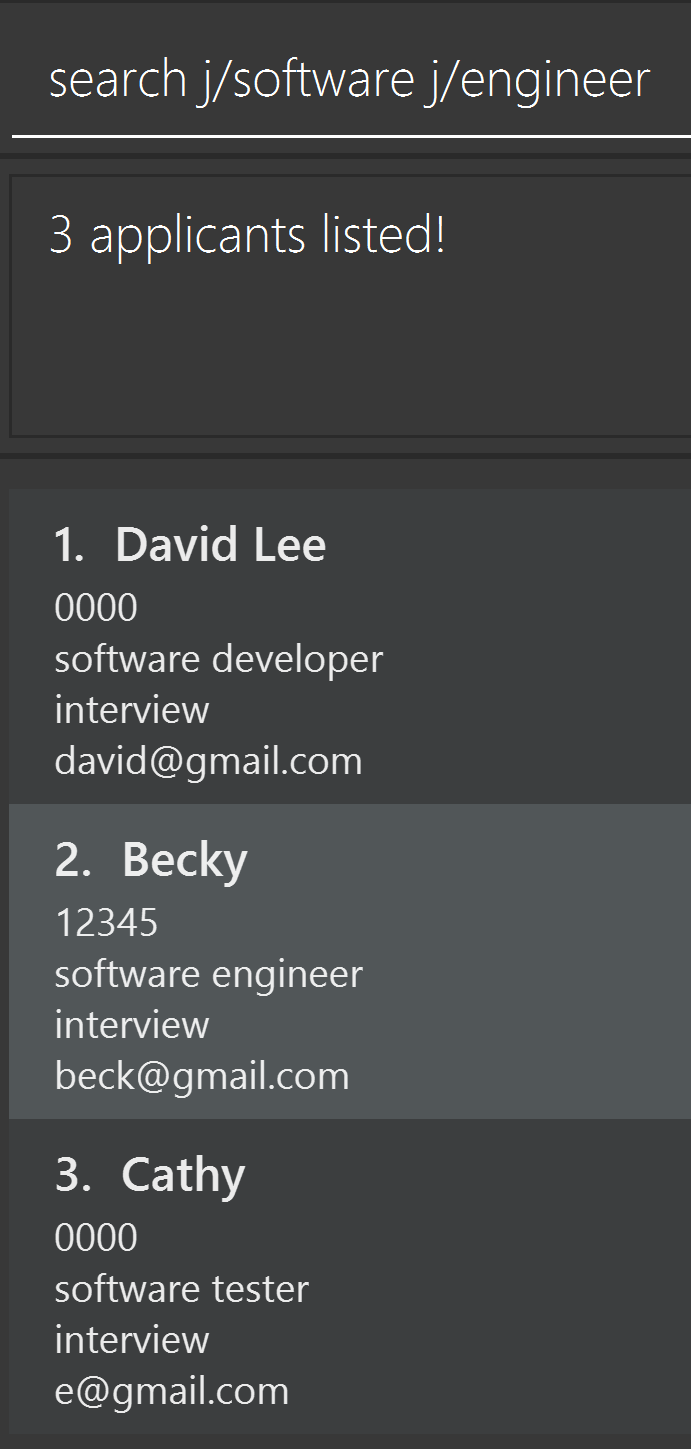 search j/software j/engineer
3 applicants listed!
1. David Lee
0000
software developer
interview
david@gmail.com
2. Becky
12345
software engineer
interview
beck@gmail.com
3. Cathy
0000
software tester
interview
e@gmail.com